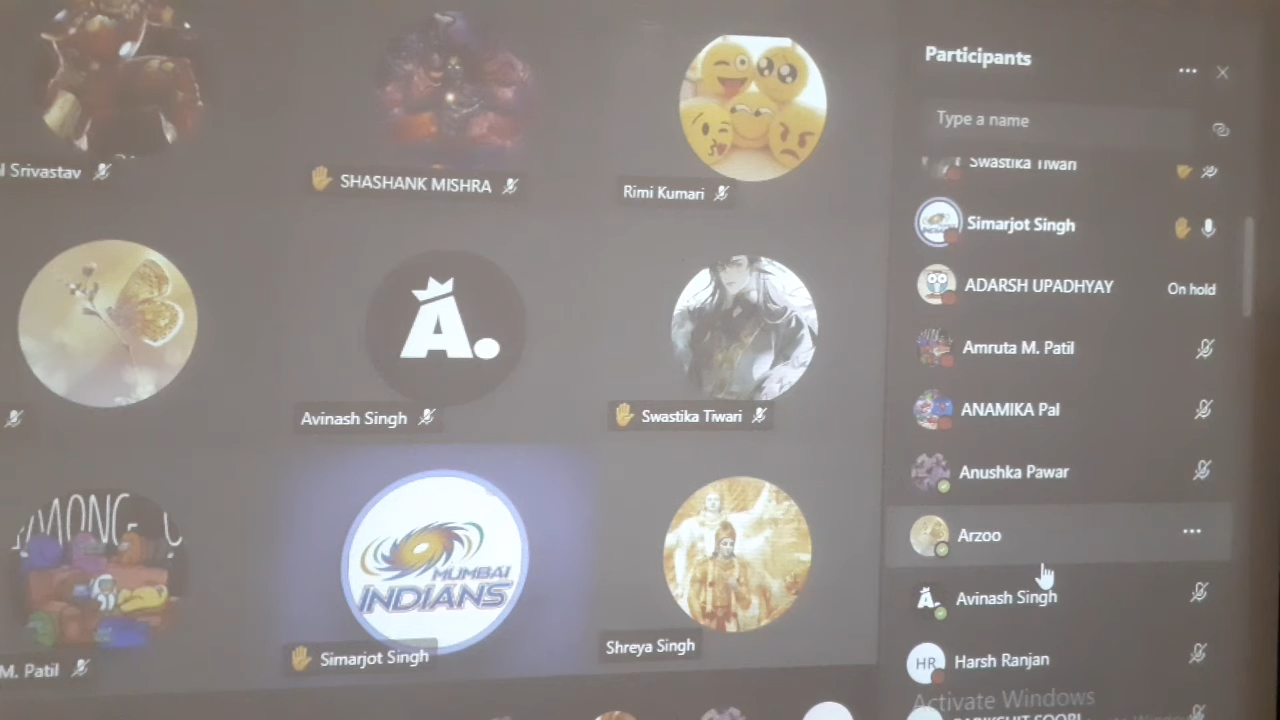 Srivastav
SHASHANK MISHRA
Rimi Kumari
Avinash Singh
A.
Swastika Tiwari
AMONG
M. Patil
MUMBAI
INDIANS
Simarjot Singh
Shreya Singh
Participants
Type a name
Swastika Tiwari
Simarjot Singh
ADARSH UPADHYAY
On hold
Amruta M. Patil
ANAMIKA Pal
Anushka Pawar
Arzoo
A.
Avinash Singh
HR
Harsh Ranjan
Activate Windows